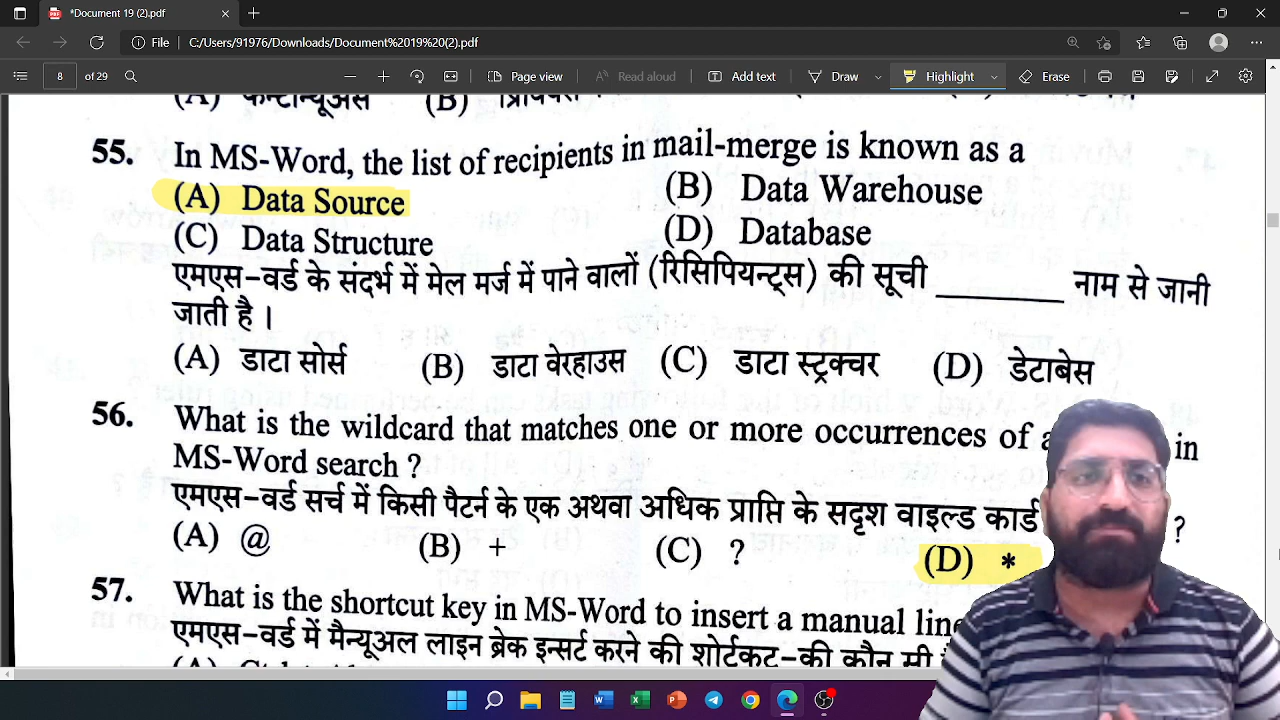 *Document 19 (2).pdf
File C:/Users/91976/Downloads/Document%2019%20(2).pdf
8 of 29 Page view Read aloud Add text Draw Highlight Erase
(A) (B)
55. In MS-Word, the list of recipients in mail-merge is known as a
(A) Data Source (B) Data Warehouse
(C) Data Structure (D) Database
एमएस-वर्ड के संदर्भ में मेल मर्ज में पाने वालों (रिसिपियन्ट्स) की सूची ________ नाम से जानी
जाती है ।
(A) डाटा सोर्स (B) डाटा वेरहाउस (C) डाटा स्ट्रक्चर (D) डेटाबेस
56. What is the wildcard that matches one or more occurrences of a in
MS-Word search ?
एमएस-वर्ड सर्च में किसी पैटर्न के एक अथवा अधिक प्राप्ति के सदृश वाइल्ड कार्ड ?
(A) @ (B) + (C) ? (D) *
57. What is the shortcut key in MS-Word to insert a manual line
एमएस-वर्ड में मैन्यूअल लाइन ब्रेक इन्सर्ट करने की शोर्टकट-की कौन सी